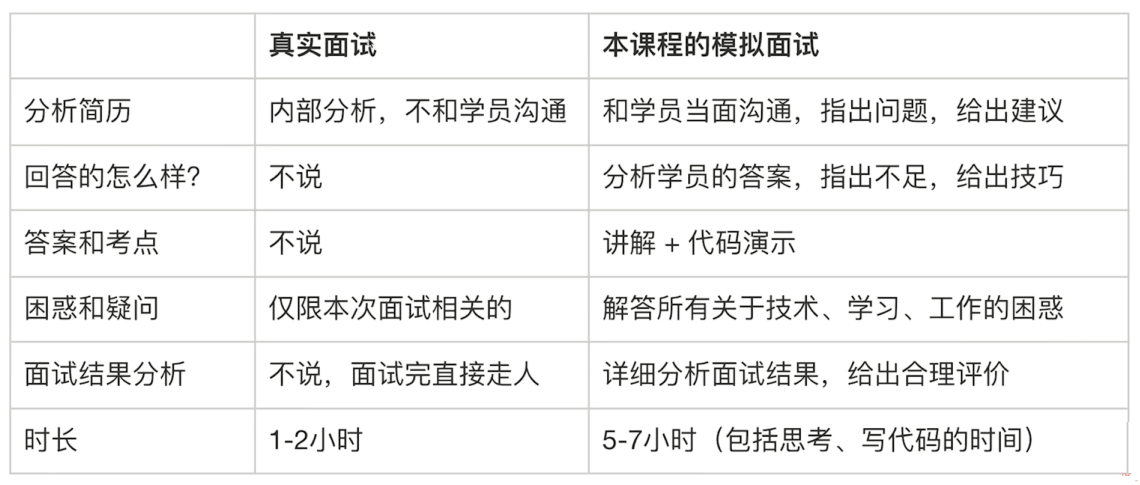 真实面试 本课程的模拟面试
分析简历 内部分析，不和学员沟通 和学员当面沟通，指出问题，给出建议
回答的怎么样？ 不说 分析学员的答案，指出不足，给出技巧
答案和考点 不说 讲解 + 代码演示
困惑和疑问 仅限本次面试相关的 解答所有关于技术、学习、工作的困惑
面试结果分析 不说，面试完直接走人 详细分析面试结果，给出合理评价
时长 1-2小时 5-7小时（包括思考、写代码的时间）